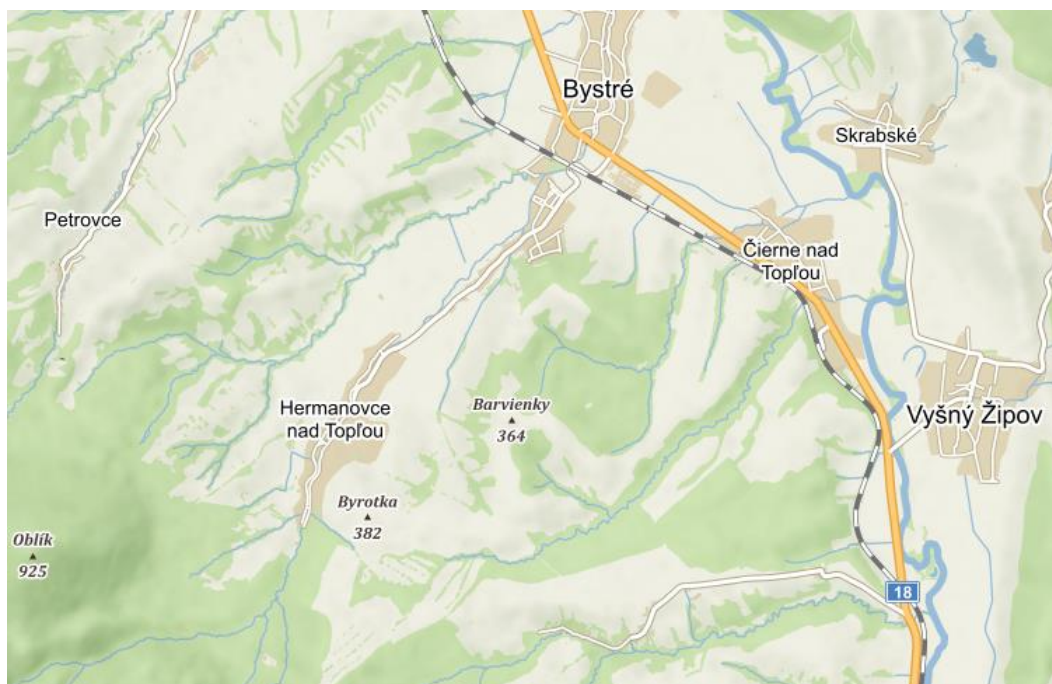 Bystré
Skrabské
Petrovce
Čierne nad
Topľou
Hermanovce
nad Topľou
Barvienky
364
Vyšný Žipov
Byrotka
382
Oblík
925
18